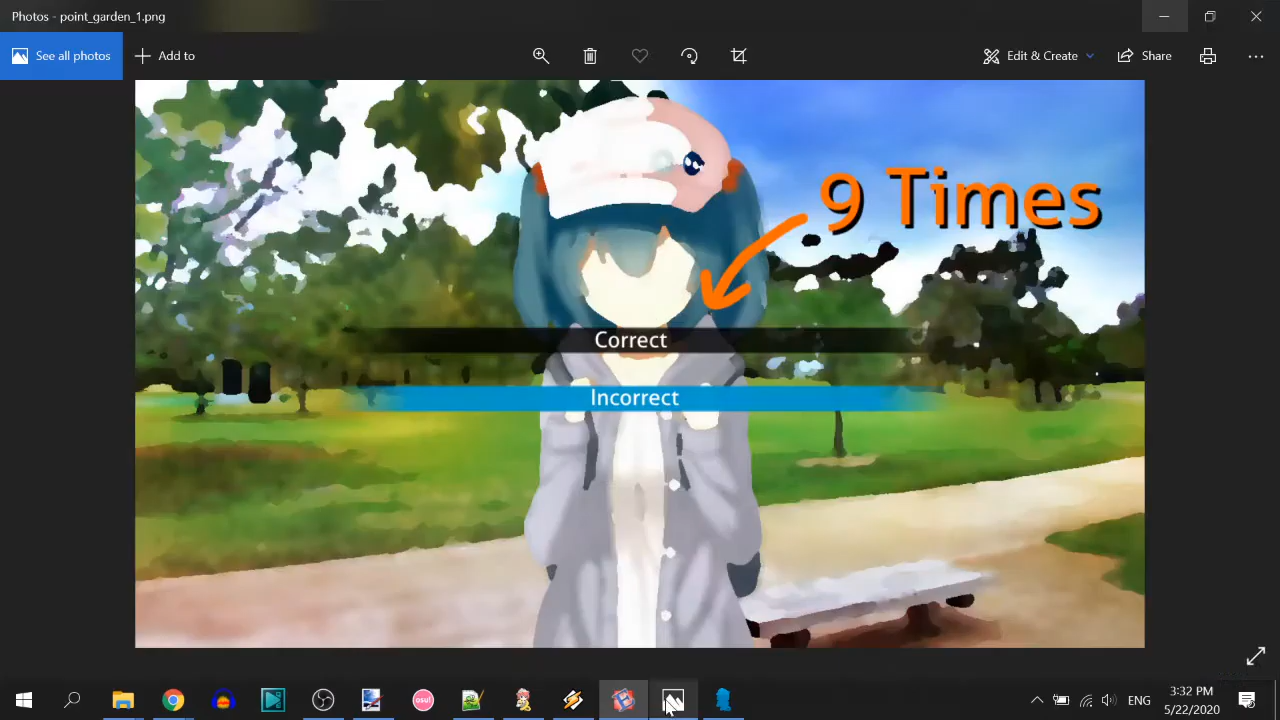 Photos - point_garden_1.png
See all photos
Add to
Edit & Create
Share
9 Times
Correct
Incorrect
osu!
ENG
3:32 PM
5/22/2020